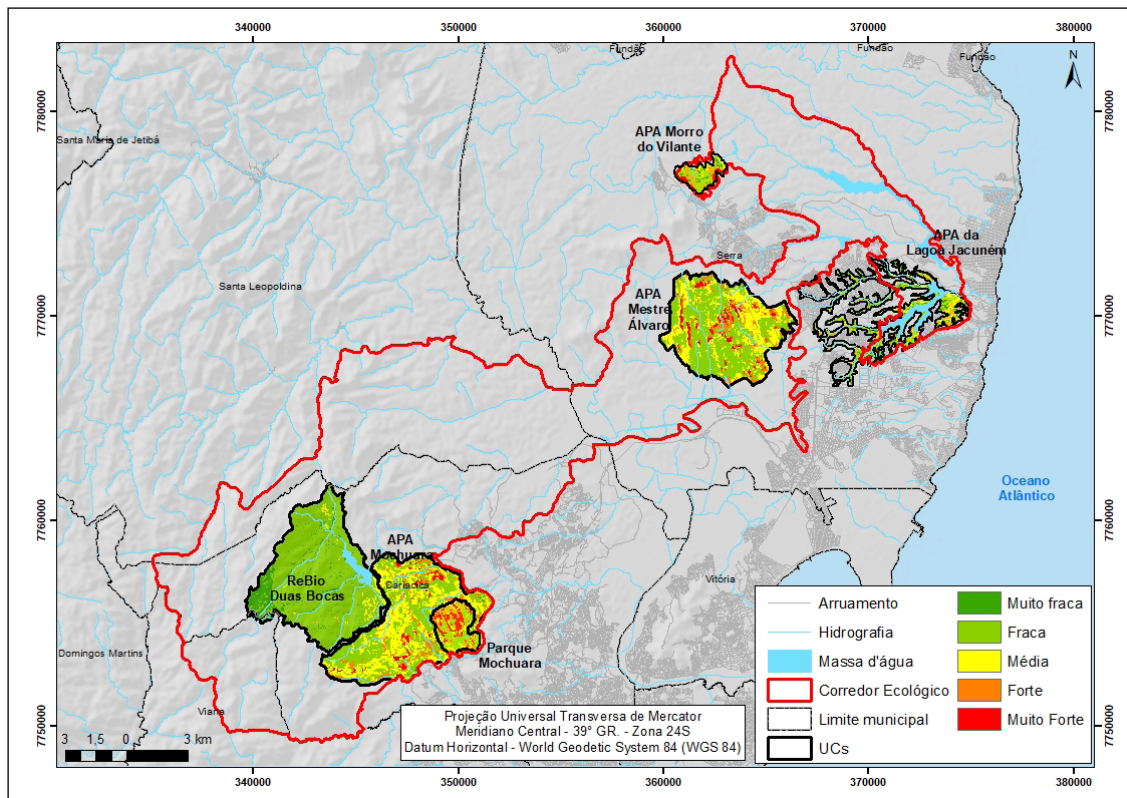 340000
350000
360000
370000
380000
Fundão
Fundão
Fundão
N
7780000
7780000
Santa Maria de Jetibá
APA Morro
do Vilante
APA da
Lagoa Jacuném
Serra
Santa Leopoldina
APA
Mestre
Álvaro
7770000
7770000
Oceano
Atlântico
7760000
7760000
APA
Mochuara
Cariacica
ReBio
Duas Bocas
Vitória
Parque
Mochuara
Domingos Martins
Viana
7750000
7750000
Arruamento
Hidrografia
Massa d'água
Corredor Ecológico
Limite municipal
UCs
Muito fraca
Fraca
Média
Forte
Muito Forte
Projeção Universal Transversa de Mercator
Meridiano Central - 39° GR. - Zona 24S
Datum Horizontal - World Geodetic System 84 (WGS 84)
3 1,5 0 3 km
340000
350000
360000
370000
380000